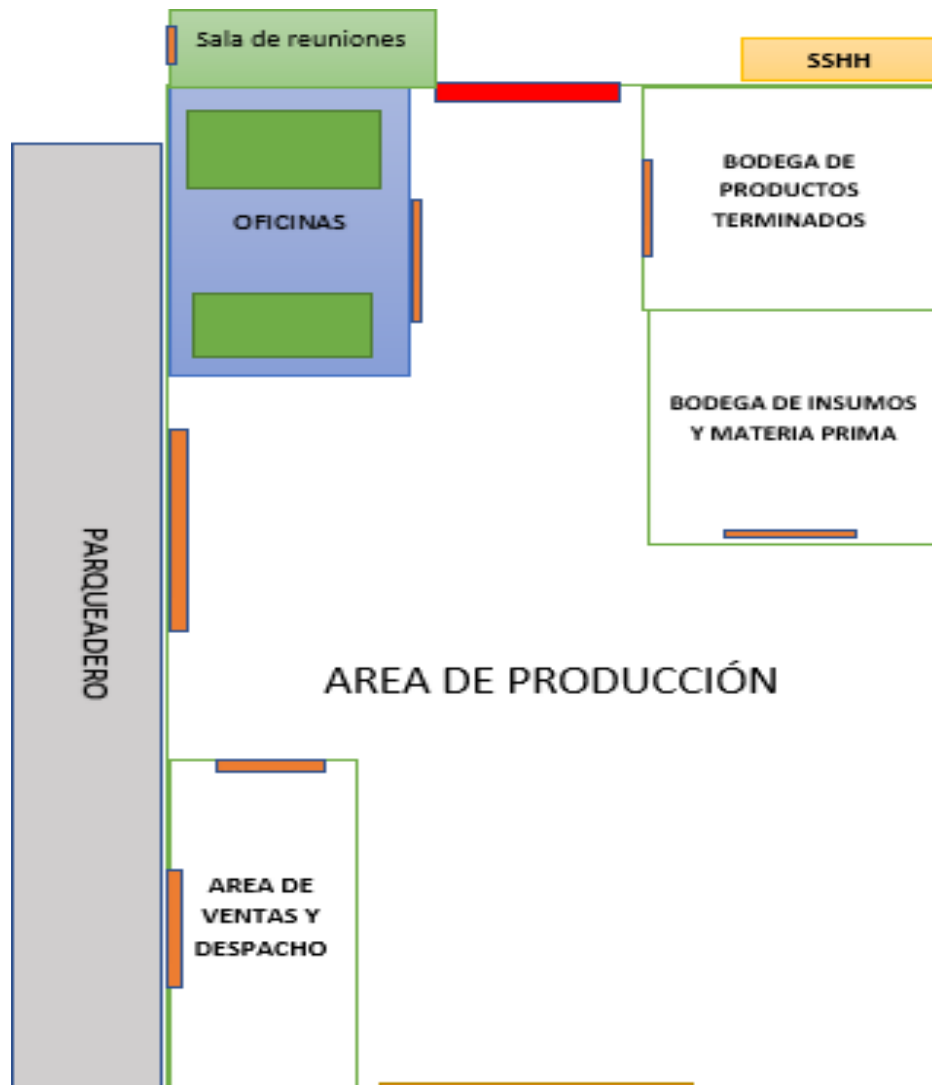 Sala de reuniones
SSHH
BODEGA DE
PRODUCTOS
TERMINADOS
OFICINAS
BODEGA DE INSUMOS
Y MATERIA PRIMA
PARQUEADERO
AREA DE PRODUCCIÓN
AREA DE
VENTAS Y
DESPACHO